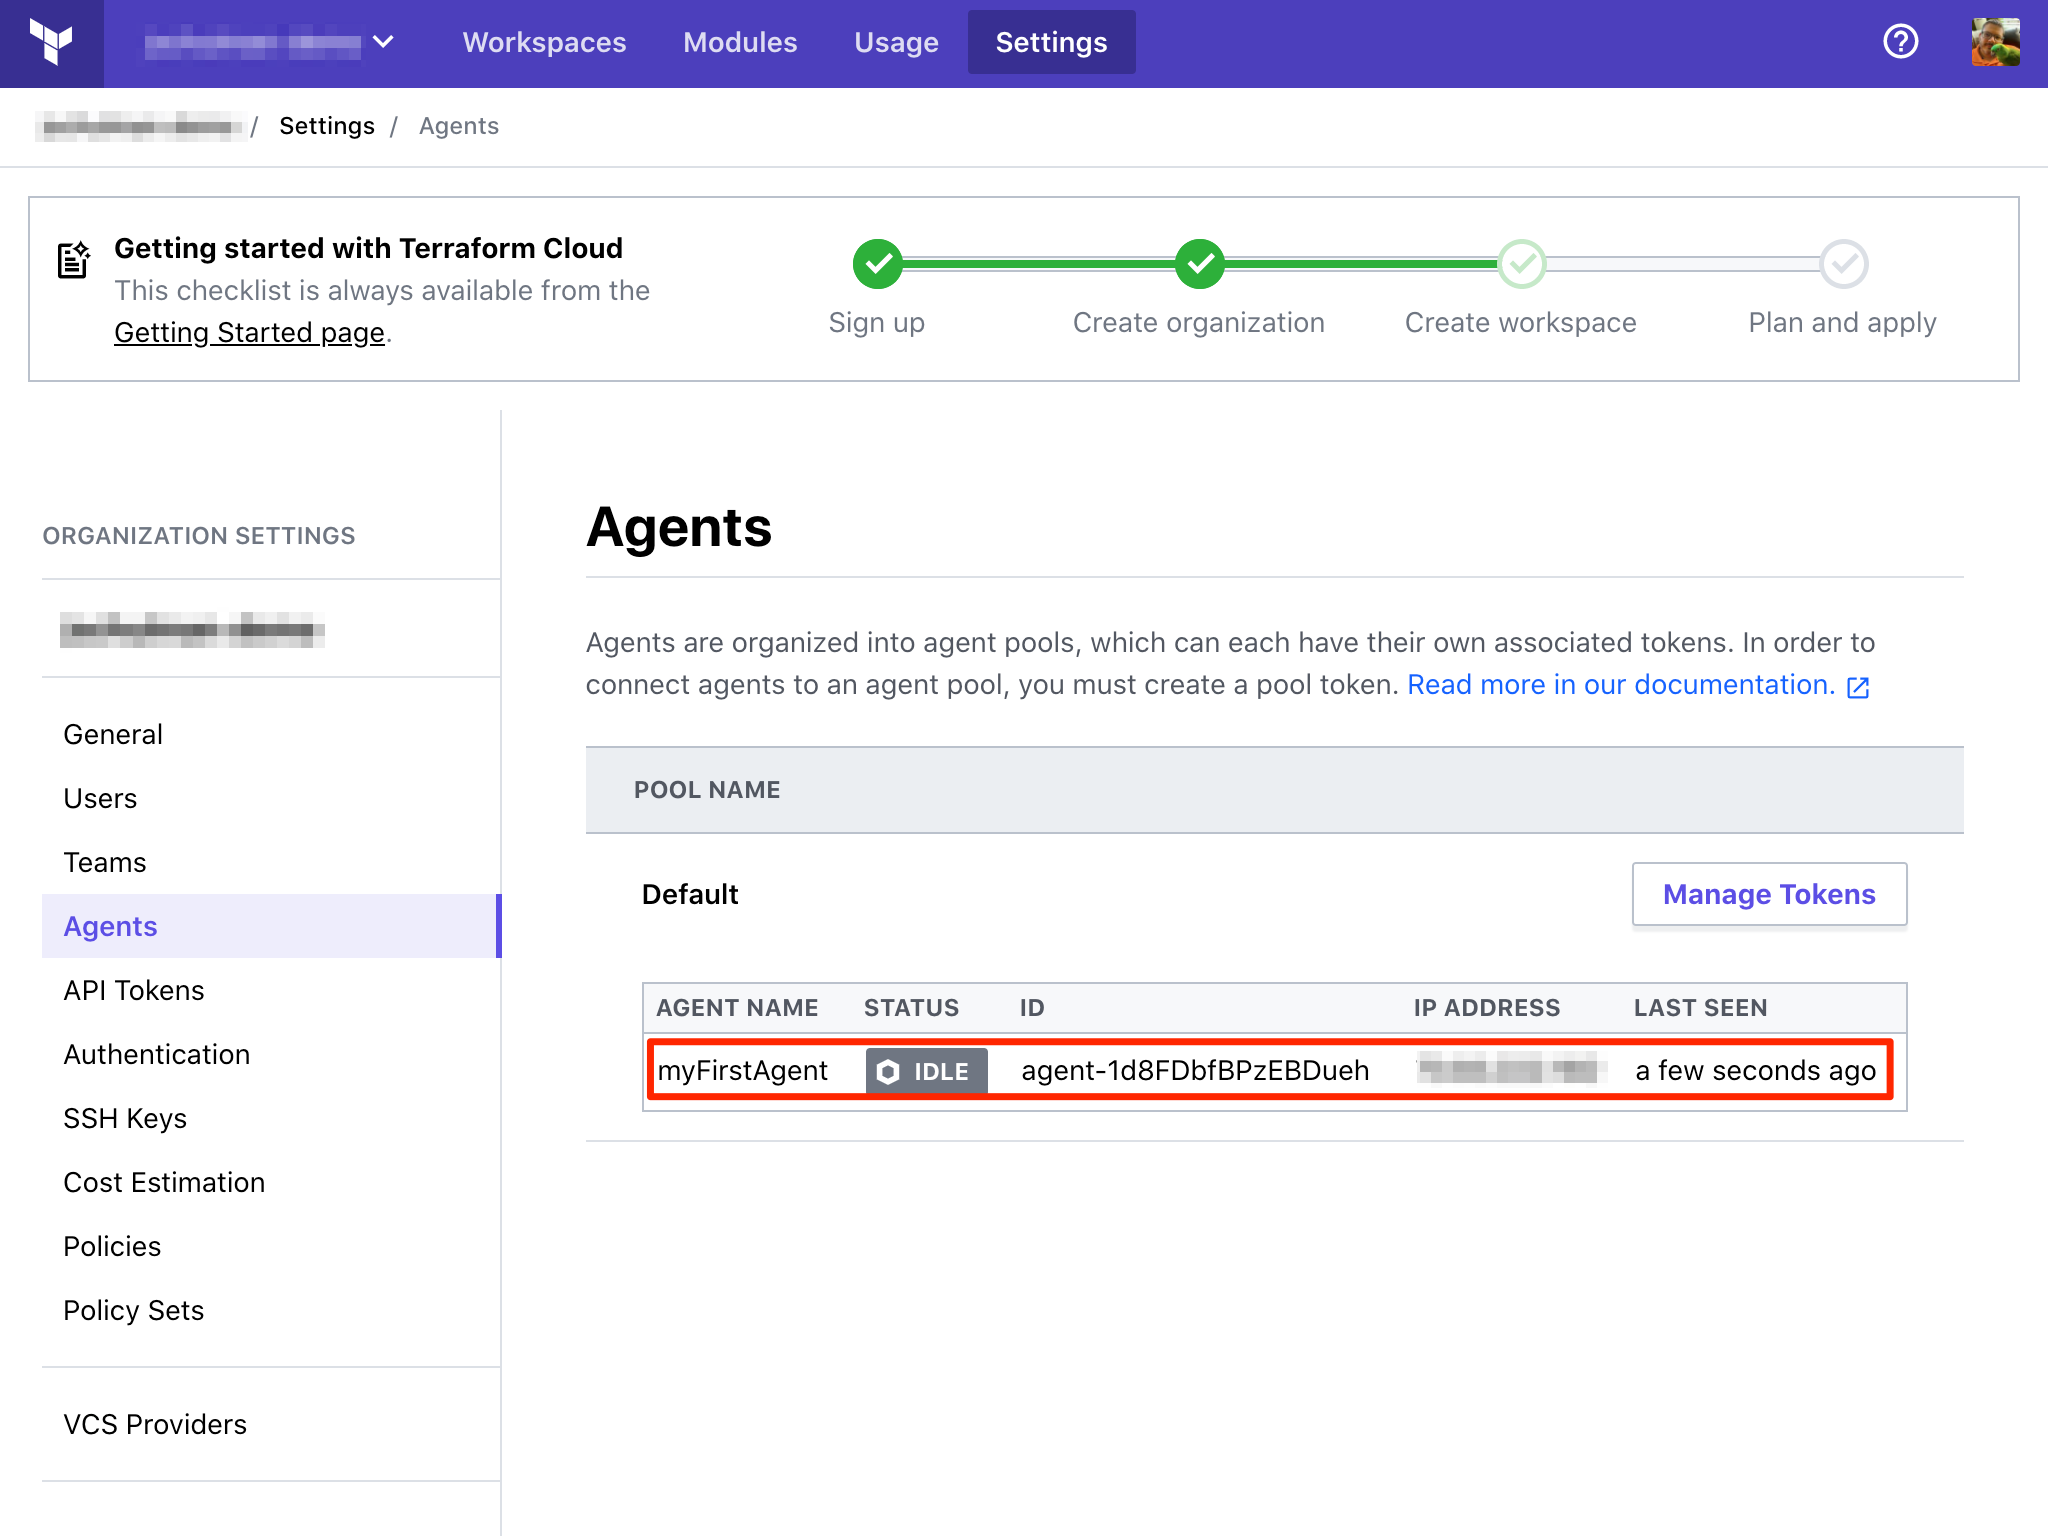 Workspaces Modules Usage Settings
/ Settings / Agents
Getting started with Terraform Cloud
This checklist is always available from the
Getting Started page.
Sign up Create organization Create workspace Plan and apply
ORGANIZATION SETTINGS
General
Users
Teams
Agents
API Tokens
Authentication
SSH Keys
Cost Estimation
Policies
Policy Sets
VCS Providers
Agents
Agents are organized into agent pools, which can each have their own associated tokens. In order to
connect agents to an agent pool, you must create a pool token. Read more in our documentation.
POOL NAME
Default Manage Tokens
AGENT NAME STATUS ID IP ADDRESS LAST SEEN
myFirstAgent IDLE agent-1d8FDbfBPzEBDueh a few seconds ago